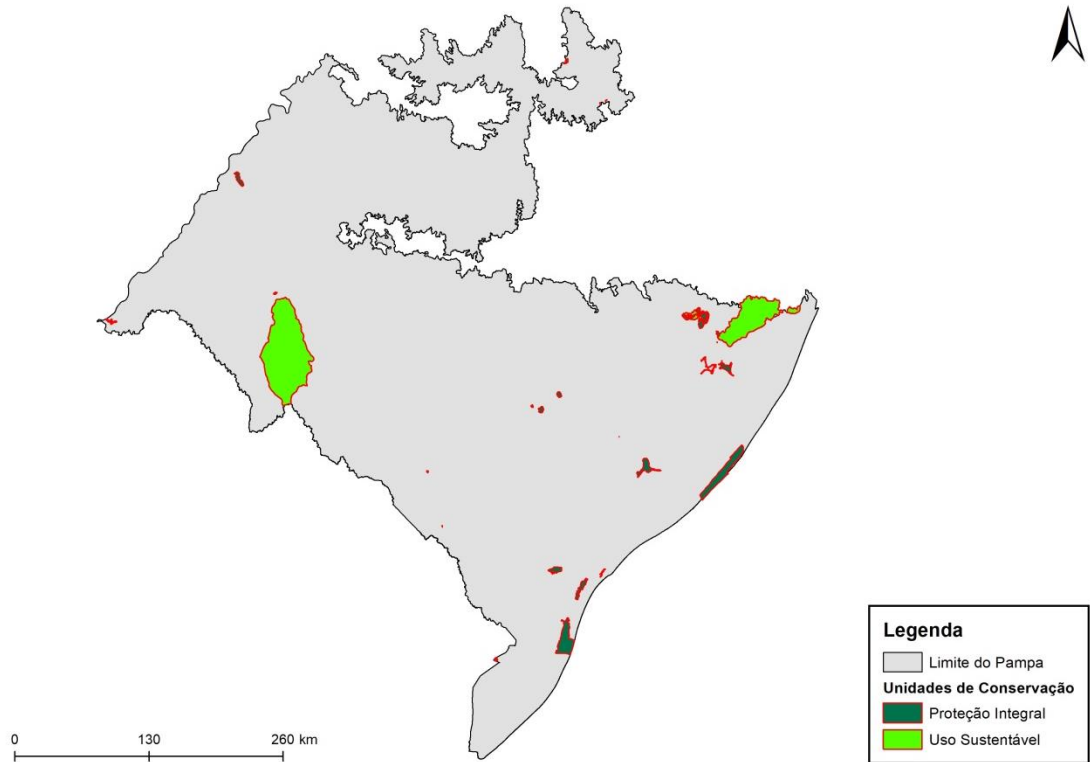 Legenda
Limite do Pampa
Unidades de Conservação
Proteção Integral
Uso Sustentável
0 130 260 km